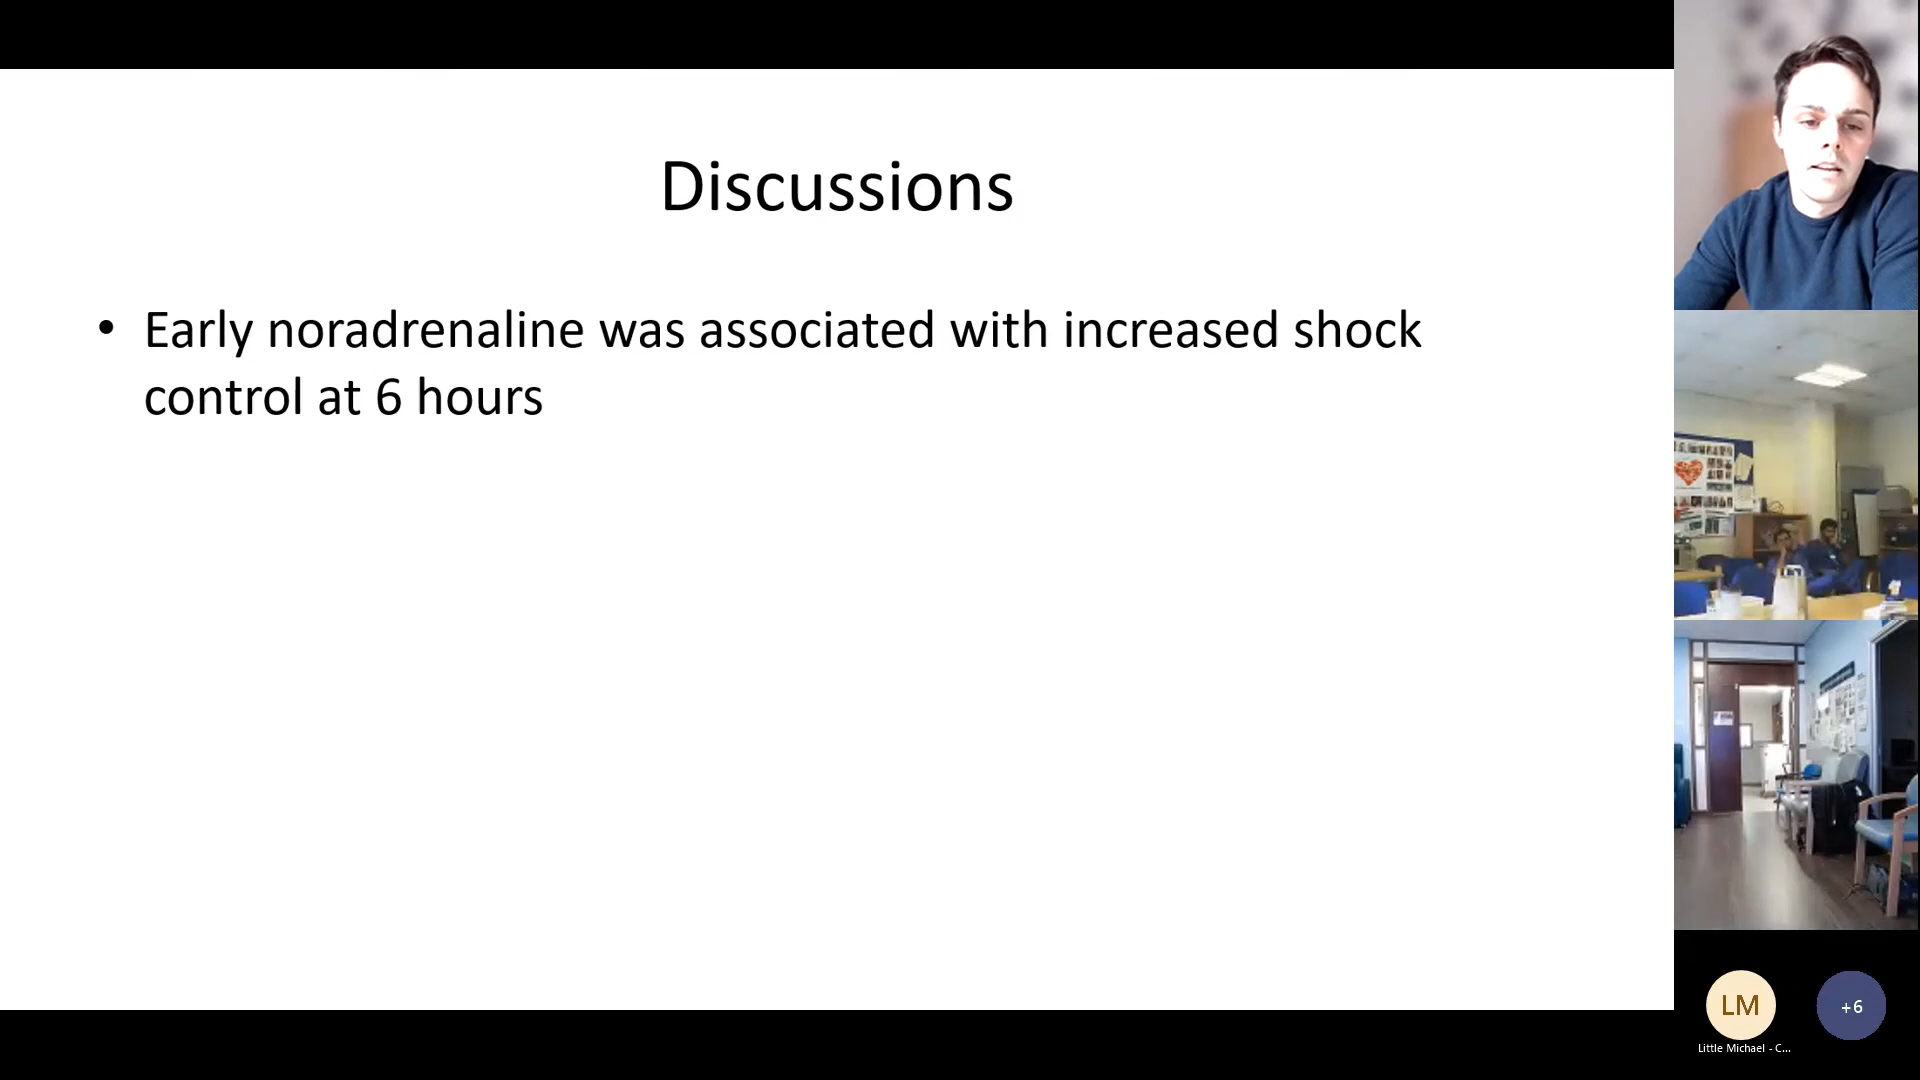 Discussions
• Early noradrenaline was associated with increased shock
control at 6 hours
LM
+6
Little Michael - C...